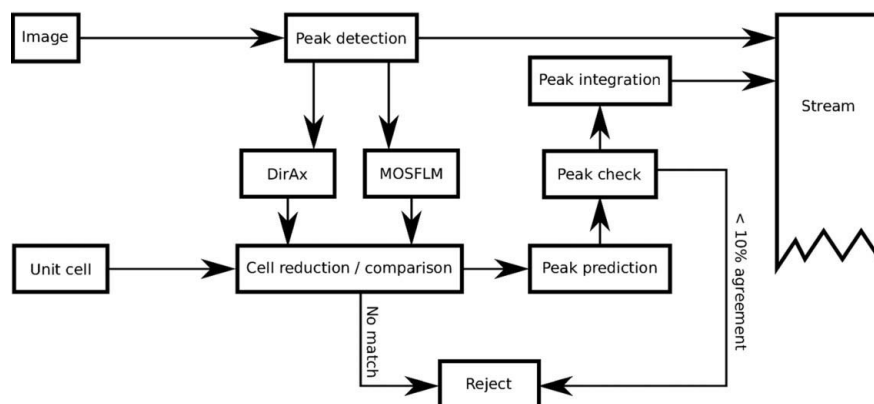 Image
Peak detection
Peak integration
Stream
DirAx
MOSFLM
Peak check
Unit cell
Cell reduction / comparison
Peak prediction
< 10% agreement
No match
Reject